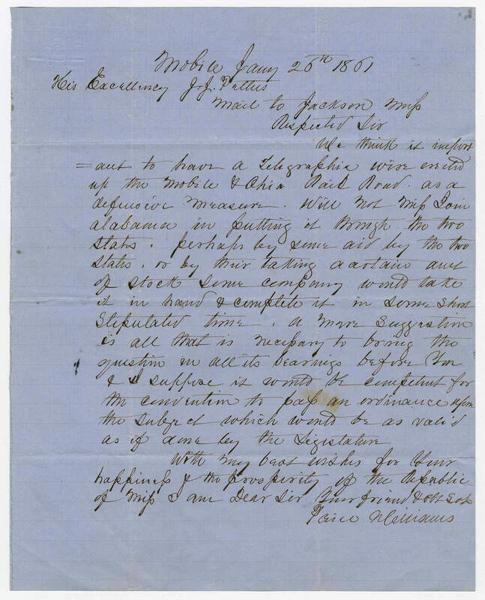 Mobile Jany 26th 1861
His Excellency J. J. Pettus
Mail to Jackson Miss
Respected Sir
We think it import
=ant to have a Telegraphic wire erected
up the Mobile & Ohio Rail Road. as a
defensive measure. Will not Miss Join
Alabama in putting it through the two
States. perhaps by some aid by the two
States. or by their taking a certain amt
of stock some company would take
it in hand & complete it in some short
Stipulated time. A mere suggestion
is all that is necessary to bring the
question in all its bearings before you
& I suppose it would be competent for
the convention to pass an ordinance upon
the subject which would be as valid
as if done by the Legislature
With my best wishes for your
happiness & the prosperity of the Republic
of Miss I am Dear Sir your friend &
Price Williams